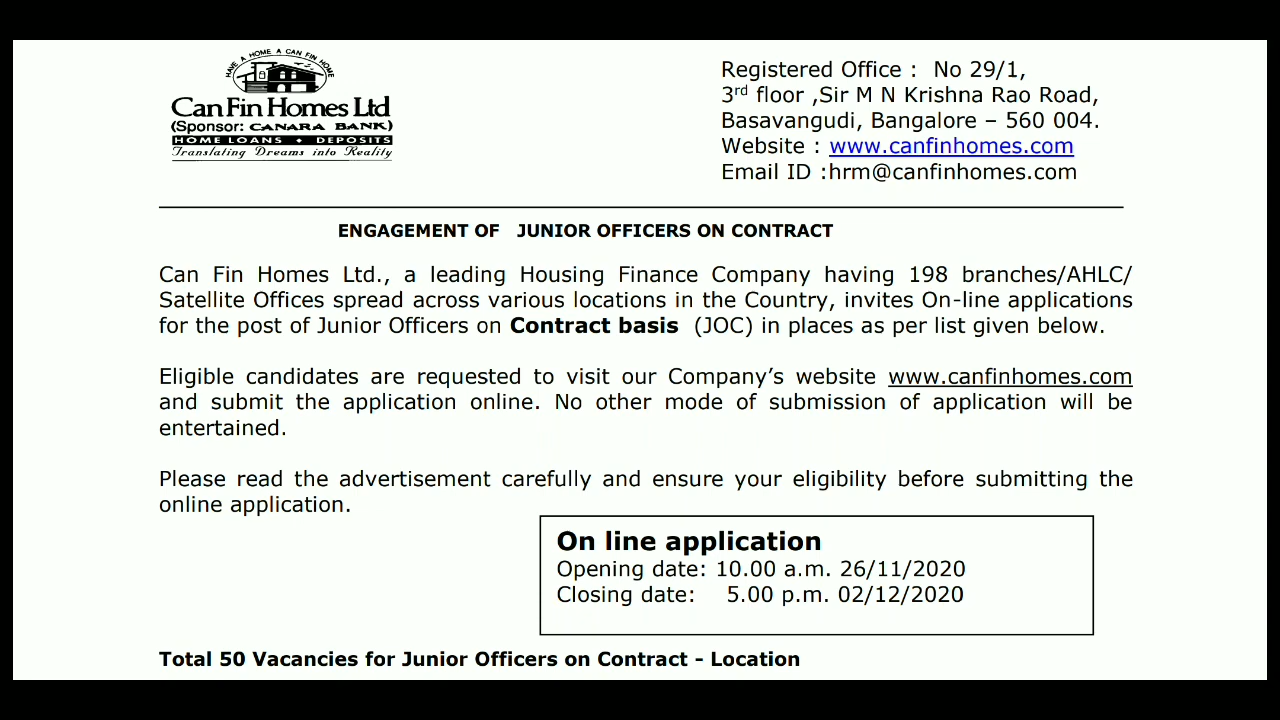 HAVE A HOME A CAN FIN HOME
Can Fin Homes Ltd
(Sponsor: CANARA BANK)
HOME LOANS • DEPOSITS
Translating Dreams into Reality
Registered Office : No 29/1,
3rd floor ,Sir M N Krishna Rao Road,
Basavangudi, Bangalore – 560 004.
Website : www.canfinhomes.com
Email ID :hrm@canfinhomes.com
ENGAGEMENT OF JUNIOR OFFICERS ON CONTRACT
Can Fin Homes Ltd., a leading Housing Finance Company having 198 branches/AHLC/
Satellite Offices spread across various locations in the Country, invites On-line applications
for the post of Junior Officers on Contract basis (JOC) in places as per list given below.
Eligible candidates are requested to visit our Company’s website www.canfinhomes.com
and submit the application online. No other mode of submission of application will be
entertained.
Please read the advertisement carefully and ensure your eligibility before submitting the
online application.
On line application
Opening date: 10.00 a.m. 26/11/2020
Closing date: 5.00 p.m. 02/12/2020
Total 50 Vacancies for Junior Officers on Contract - Location